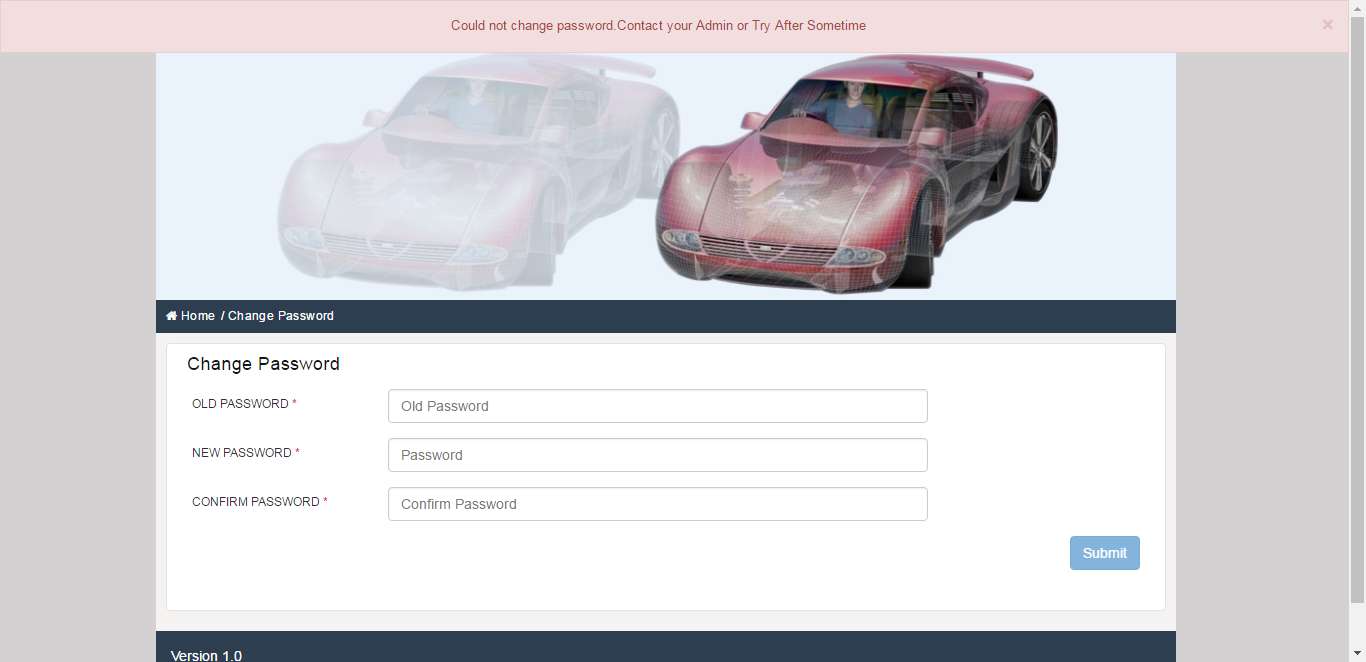 Could not change password.Contact your Admin or Try After Sometime ×
Home / Change Password
Change Password
OLD PASSWORD * Old Password
NEW PASSWORD * Password
CONFIRM PASSWORD * Confirm Password
Submit
Version 1.0